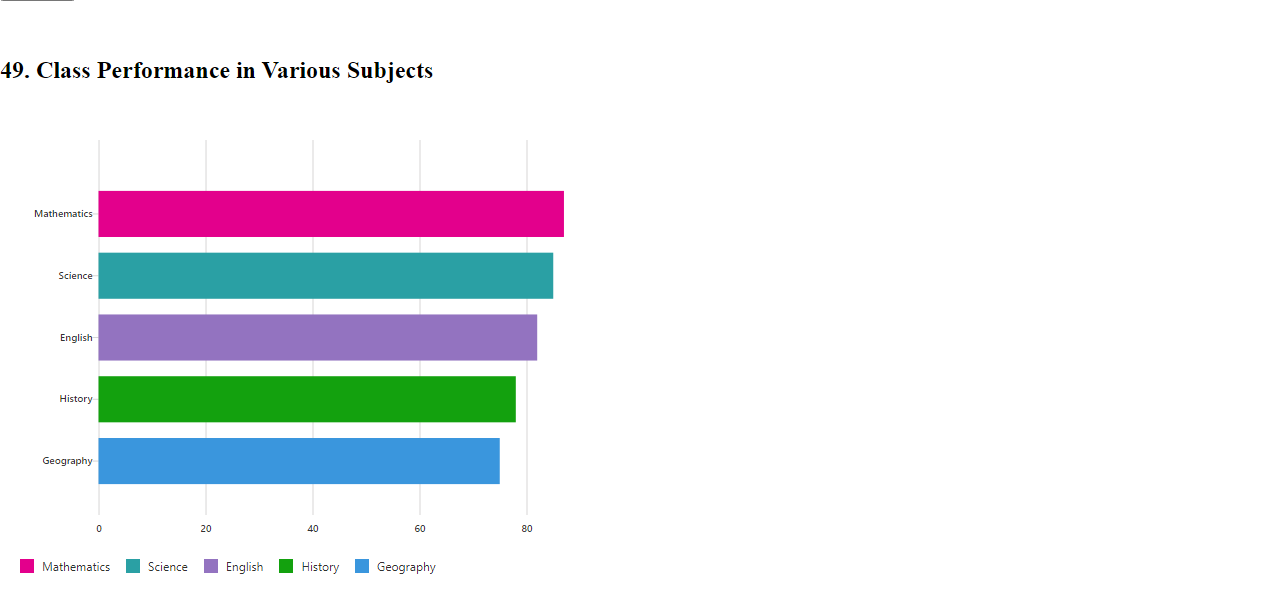 49. Class Performance in Various Subjects
Mathematics
Science
English
History
Geography
0 20 40 60 80
Mathematics Science English History Geography